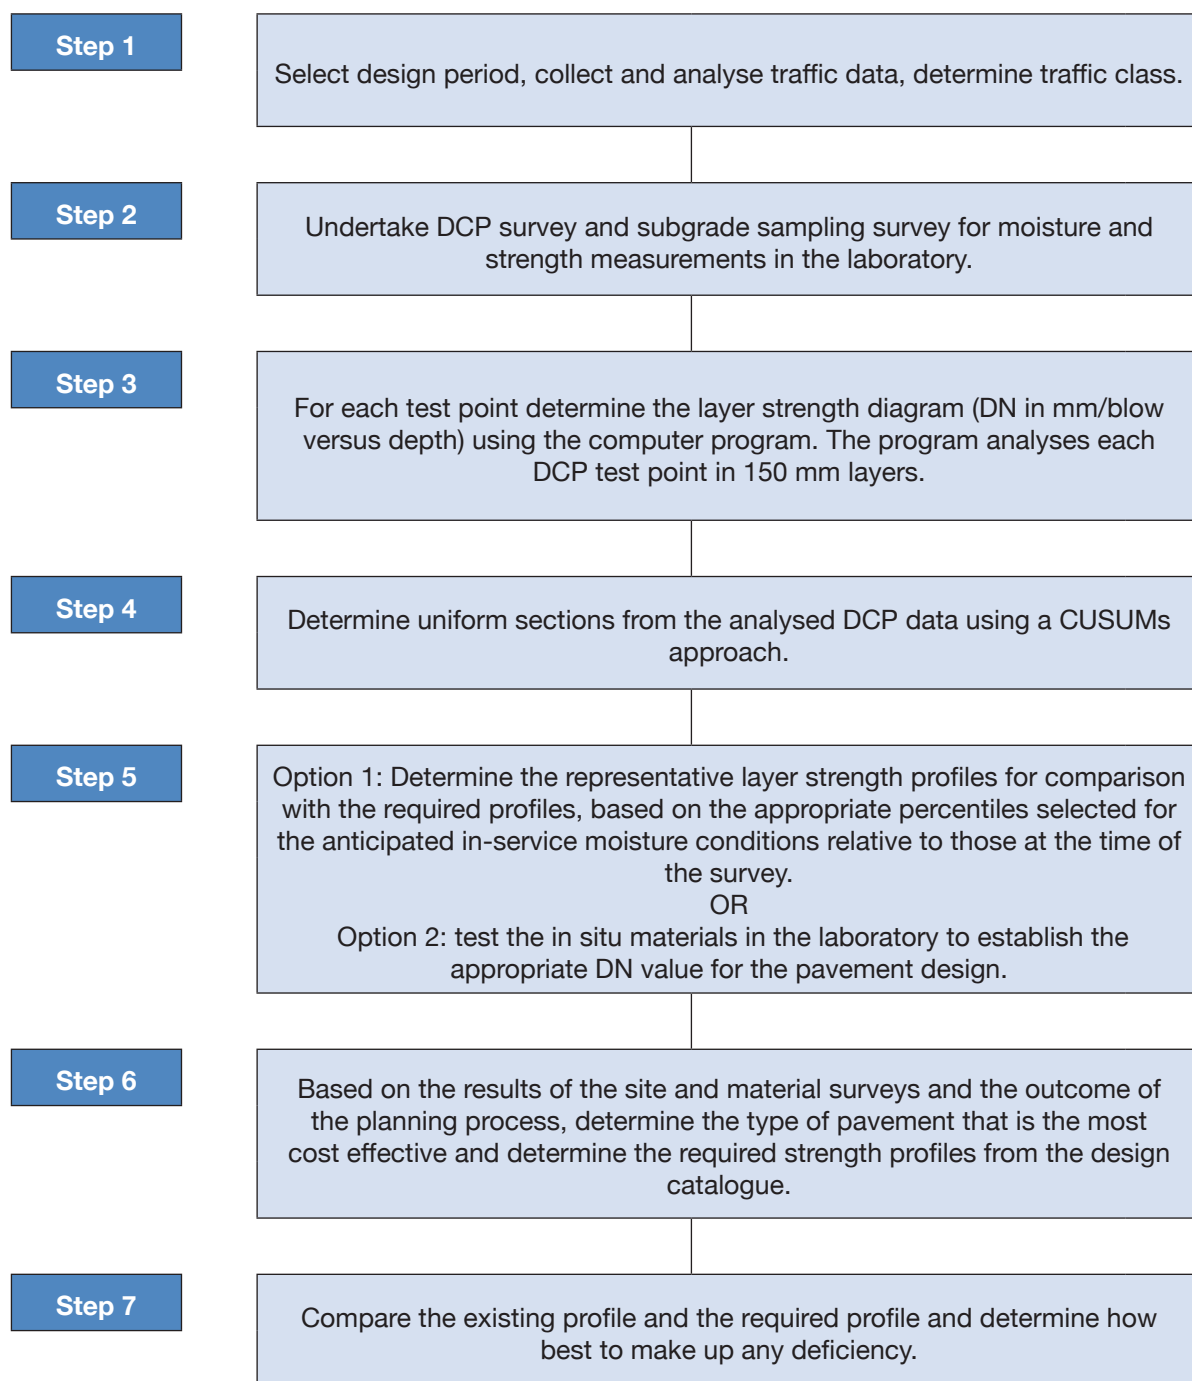 Step 1
Select design period, collect and analyse traffic data, determine traffic class.
Step 2
Undertake DCP survey and subgrade sampling survey for moisture and
strength measurements in the laboratory.
Step 3
For each test point determine the layer strength diagram (DN in mm/blow
versus depth) using the computer program. The program analyses each
DCP test point in 150 mm layers.
Step 4
Determine uniform sections from the analysed DCP data using a CUSUMs
approach.
Step 5
Option 1: Determine the representative layer strength profiles for comparison
with the required profiles, based on the appropriate percentiles selected for
the anticipated in-service moisture conditions relative to those at the time of
the survey.
OR
Option 2: test the in situ materials in the laboratory to establish the
appropriate DN value for the pavement design.
Step 6
Based on the results of the site and material surveys and the outcome of
the planning process, determine the type of pavement that is the most
cost effective and determine the required strength profiles from the design
catalogue.
Step 7
Compare the existing profile and the required profile and determine how
best to make up any deficiency.